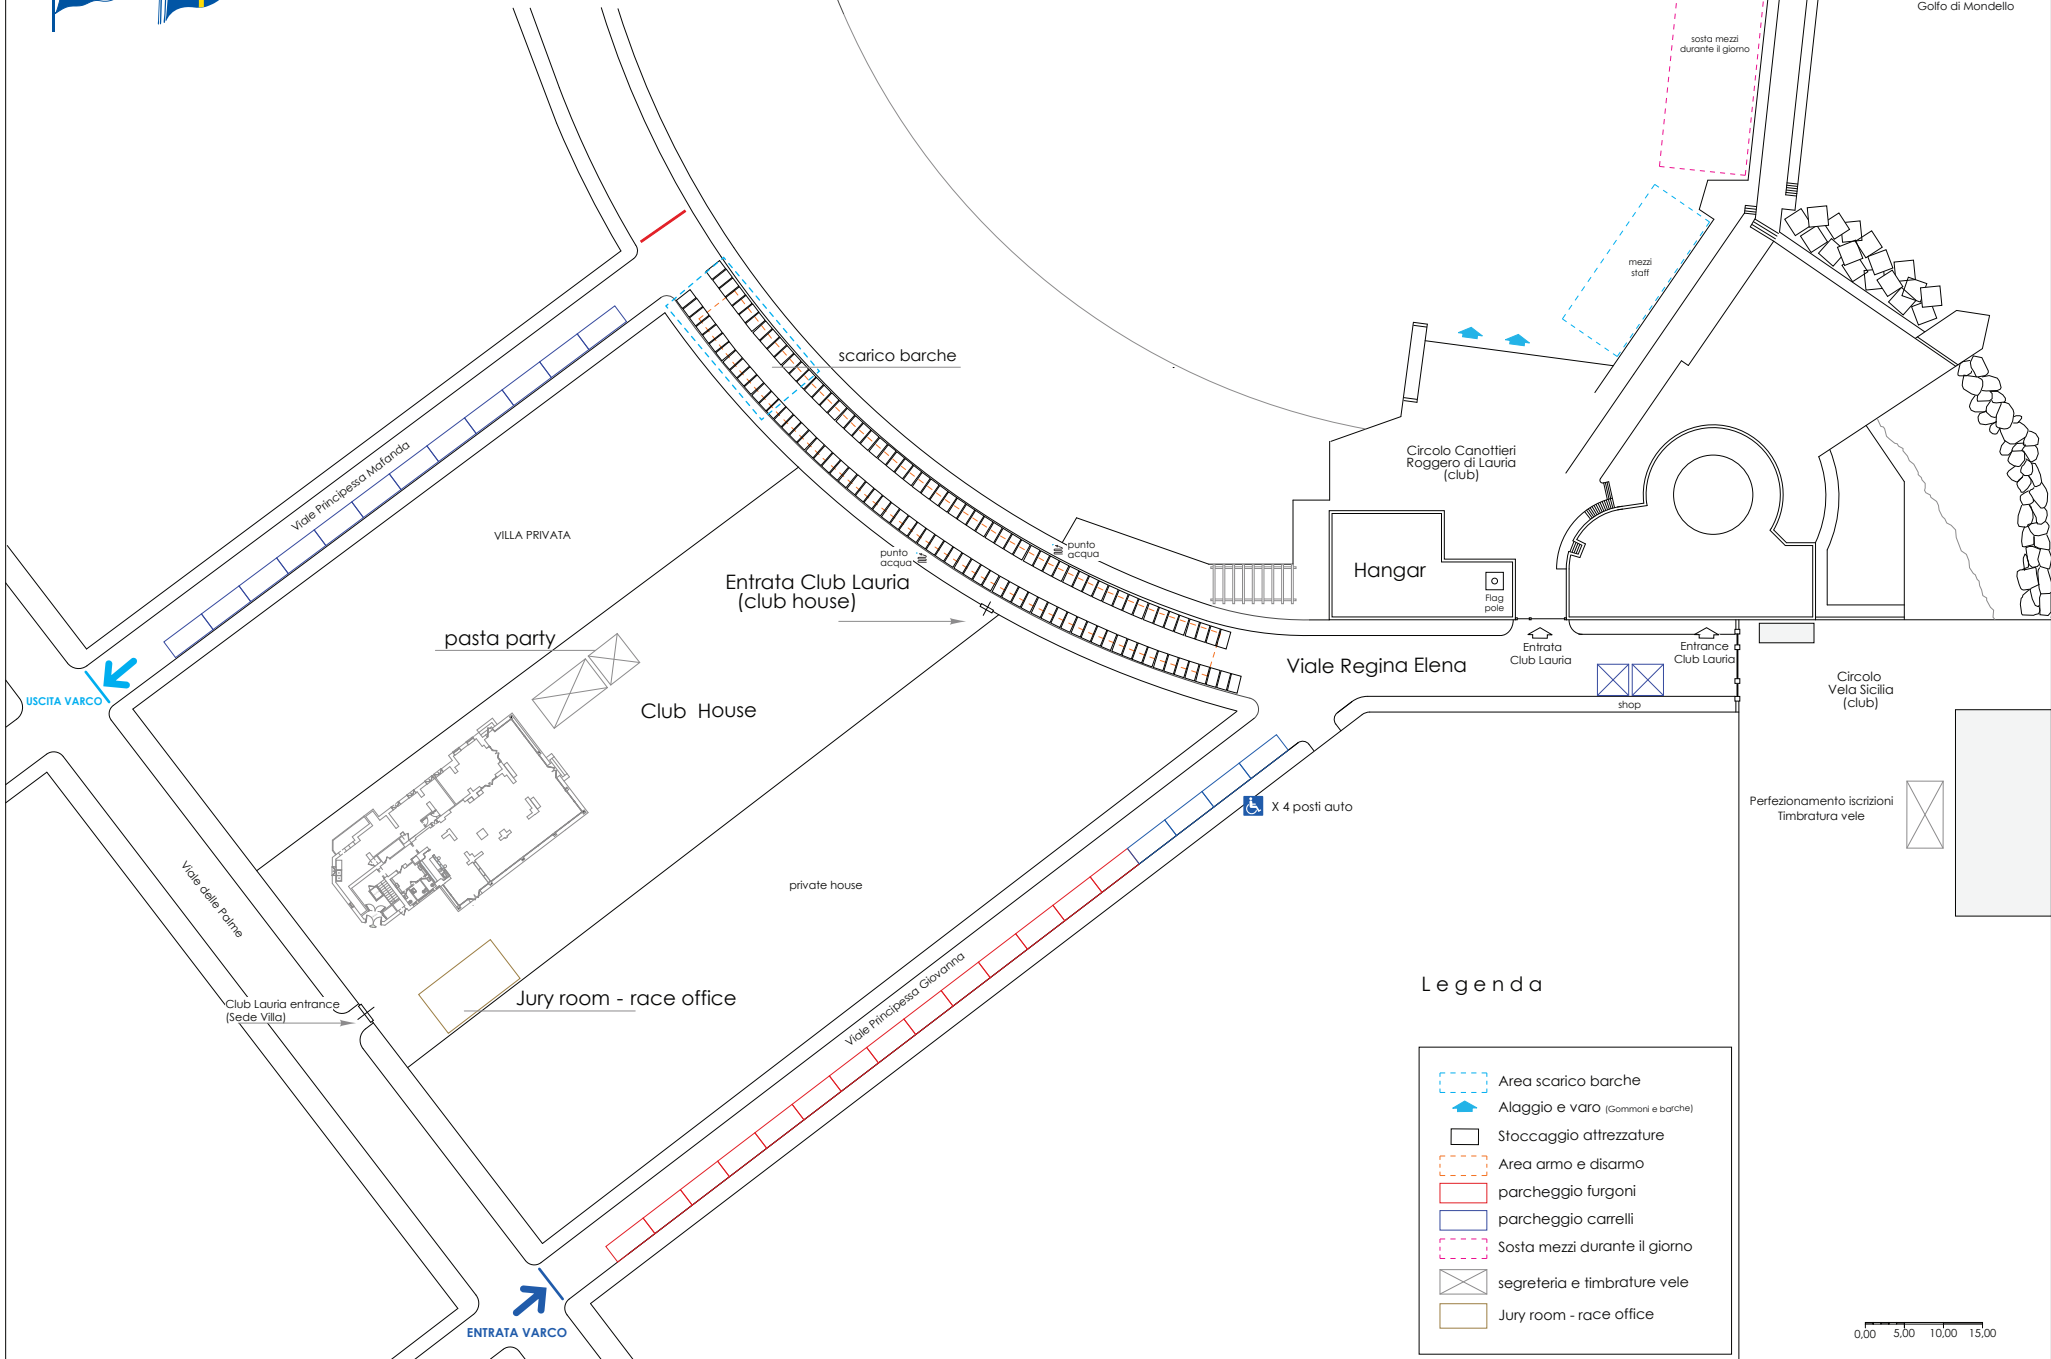 Golfo di Mondello
sosta mezzi
durante il giorno
mezzi
staff
scarico barche
Circolo Canottieri
Roggero di Lauria
(club)
Viale Principessa Mafanda
VILLA PRIVATA
punto
acqua
punto
acqua
Entrata Club Lauria
(club house)
Hangar
Flag
pole
pasta party
Viale Regina Elena
Entrata
Club Lauria
Entrance
Club Lauria
USCITA VARCO
Club House
shop
Circolo
Vela Sicilia
(club)
X 4 posti auto
Perfezionamento iscrizioni
Timbratura vele
Viale delle Palme
private house
Viale Principessa Giovanna
Club Lauria entrance
(Sede Villa)
Jury room - race office
Legenda
Area scarico barche
Alaggio e varo (Gommoni e barche)
Stoccaggio attrezzature
Area armo e disarmo
parcheggio furgoni
parcheggio carrelli
Sosta mezzi durante il giorno
segreteria e timbrature vele
Jury room - race office
ENTRATA VARCO
0,00 5,00 10,00 15,00